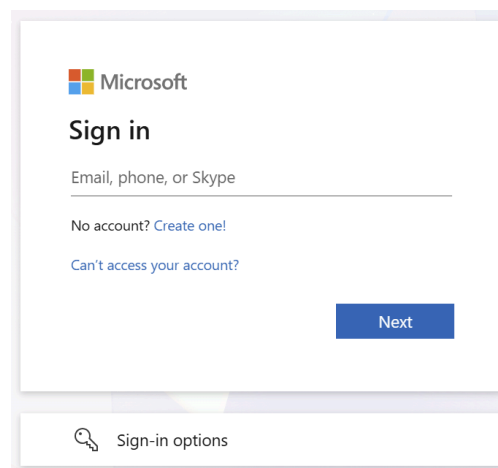 Microsoft
Sign in
Email, phone, or Skype
No account? Create one!
Can't access your account?
Next
Sign-in options